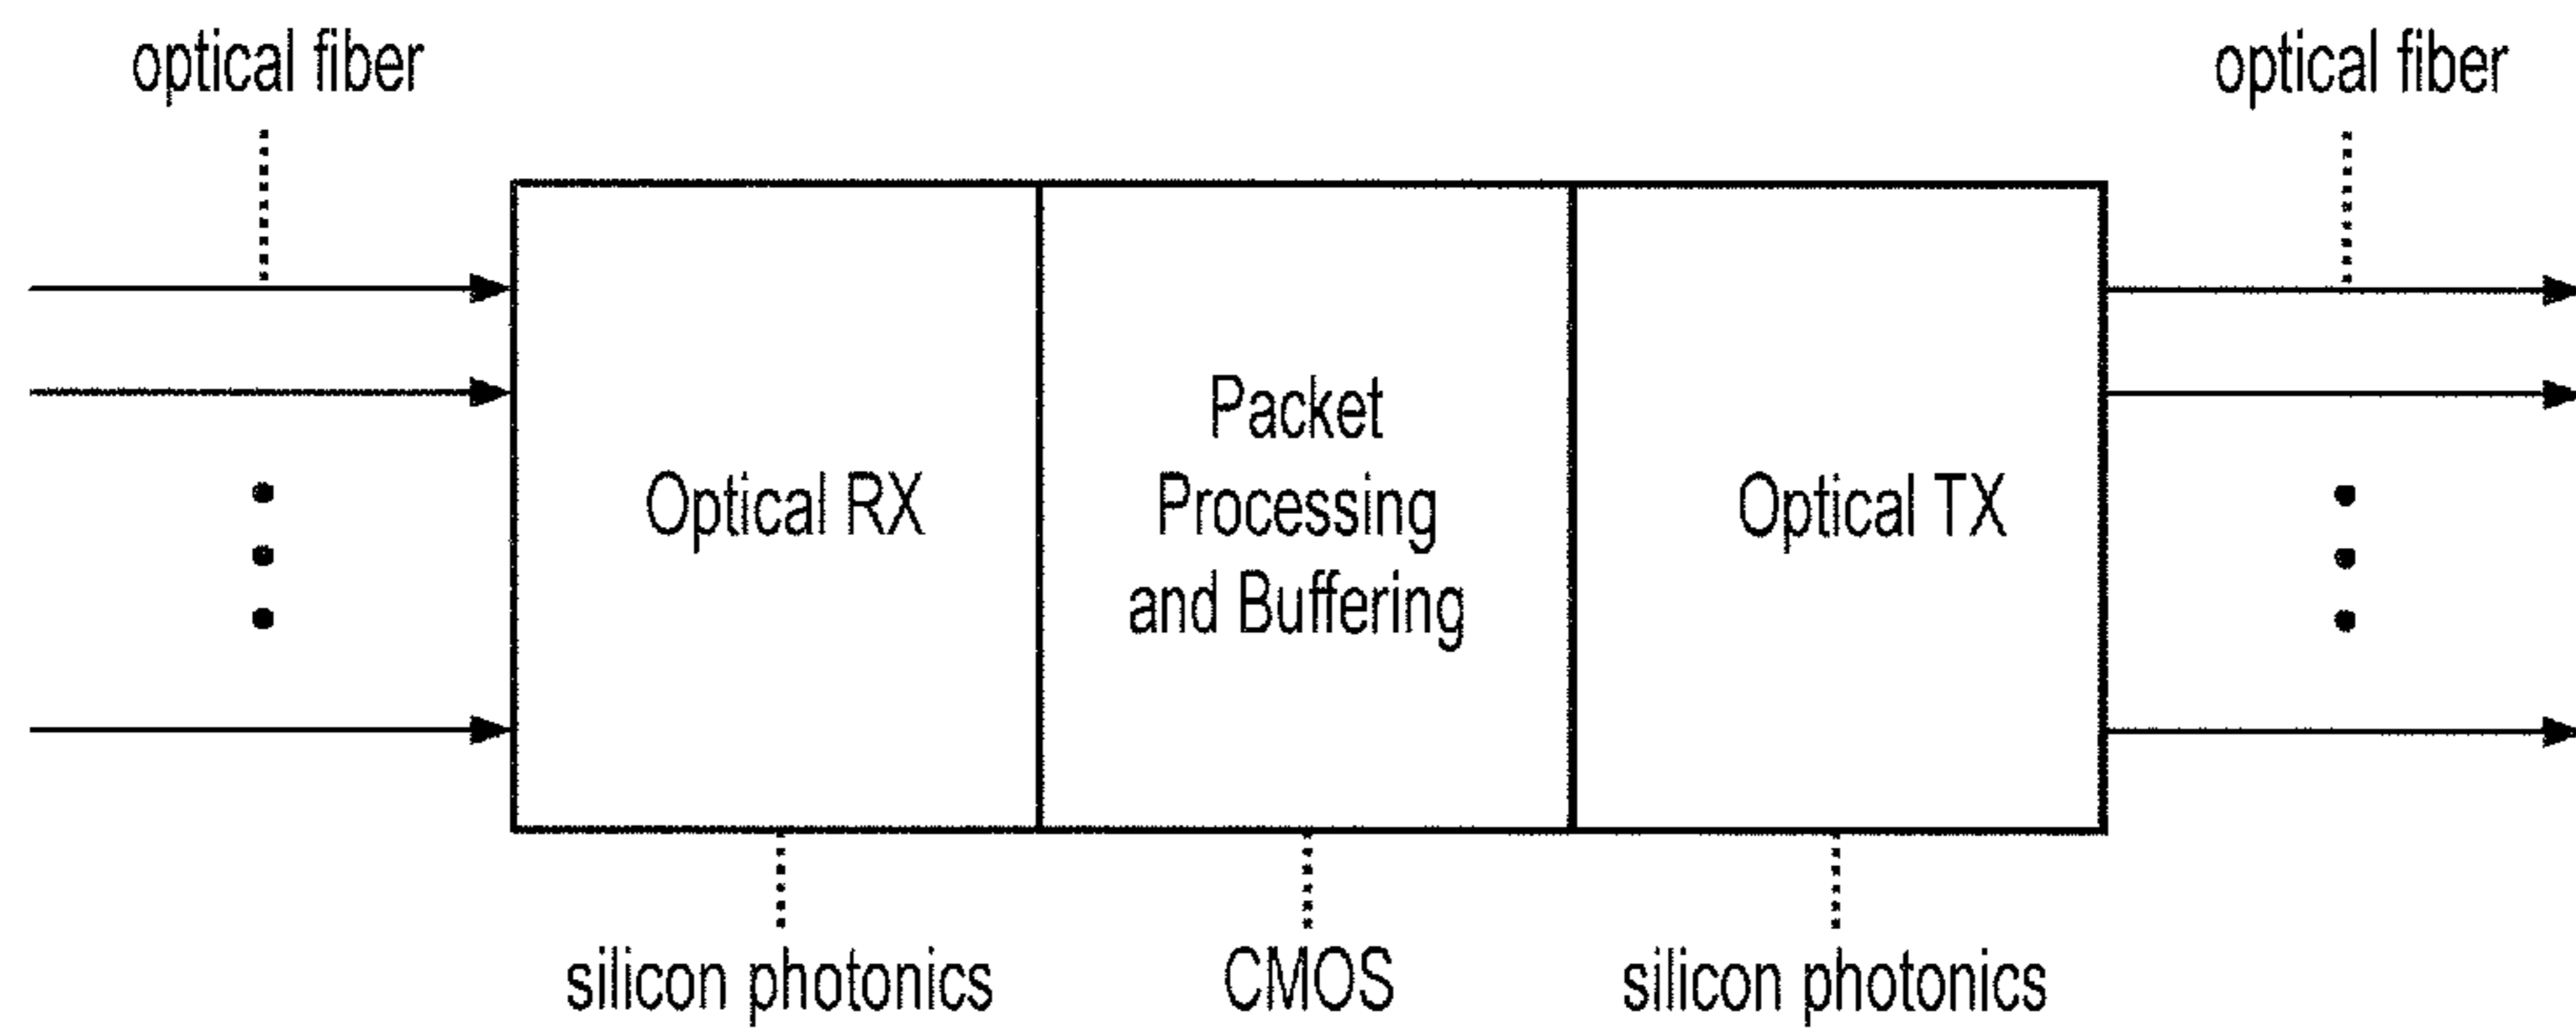 optical fiber
optical fiber
Optical RX
Packet
Processing
and Buffering
Optical TX
silicon photonics
CMOS
silicon photonics